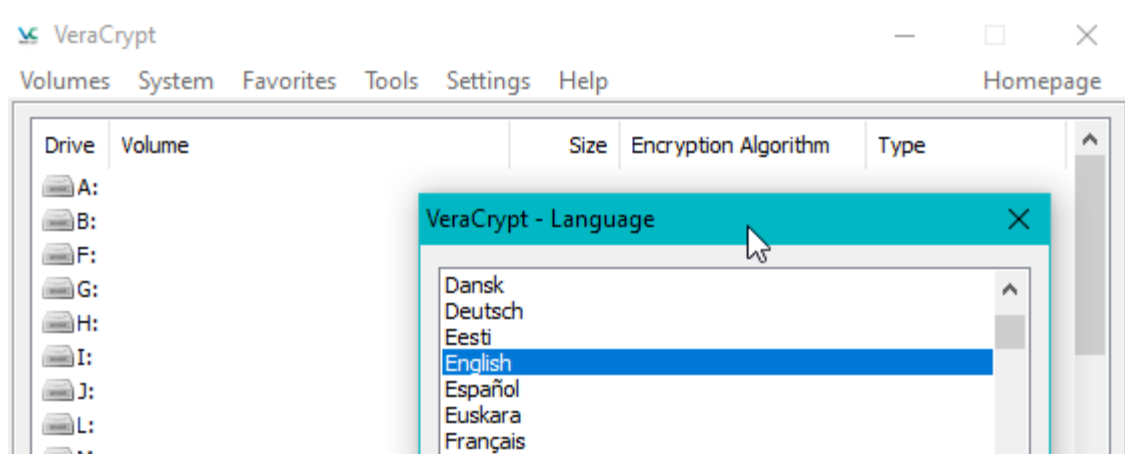 VeraCrypt
Volumes System Favorites Tools Settings Help Homepage
Drive Volume Size Encryption Algorithm Type
A:
B:
F:
G:
H:
I:
J:
L:
VeraCrypt - Language
Dansk
Deutsch
Eesti
English
Español
Euskara
Français